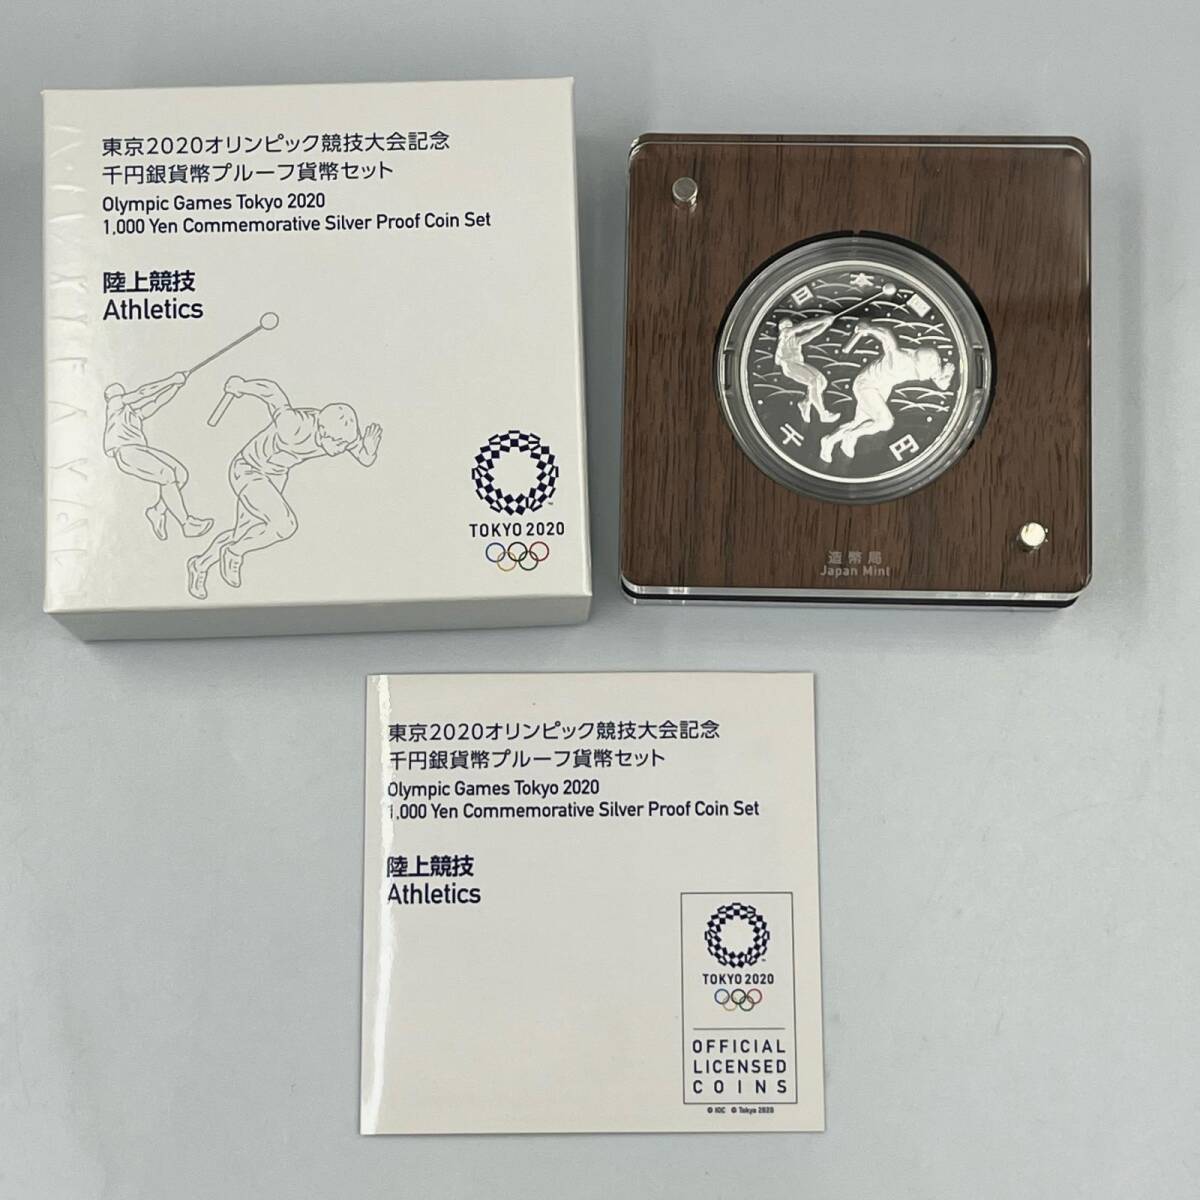 東京2020オリンピック競技大会記念
千円銀貨幣プルーフ貨幣セット
Olympic Games Tokyo 2020
1,000 Yen Commemorative Silver Proof Coin Set
陸上競技
Athletics
TOKYO 2020
日本国
千円
造幣局
Japan Mint
東京2020オリンピック競技大会記念
千円銀貨幣プルーフ貨幣セット
Olympic Games Tokyo 2020
1,000 Yen Commemorative Silver Proof Coin Set
陸上競技
Athletics
TOKYO 2020
OFFICIAL
LICENSED
COINS
© IOC © Tokyo 2020